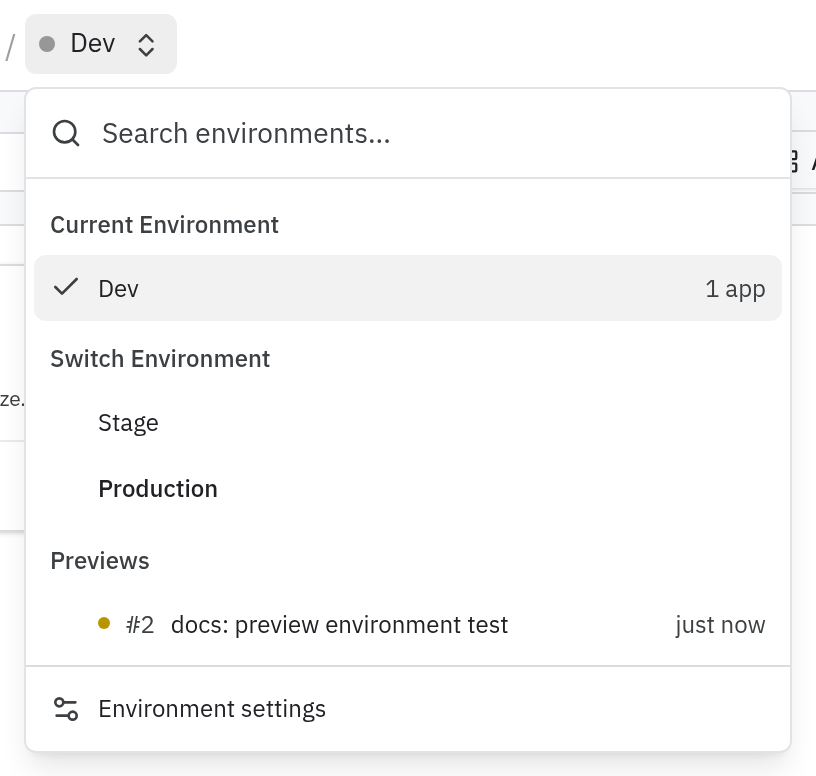 / Dev
Search environments...
A
Current Environment
Dev 1 app
Switch Environment
ze.
Stage
Production
Previews
#2 docs: preview environment test just now
Environment settings